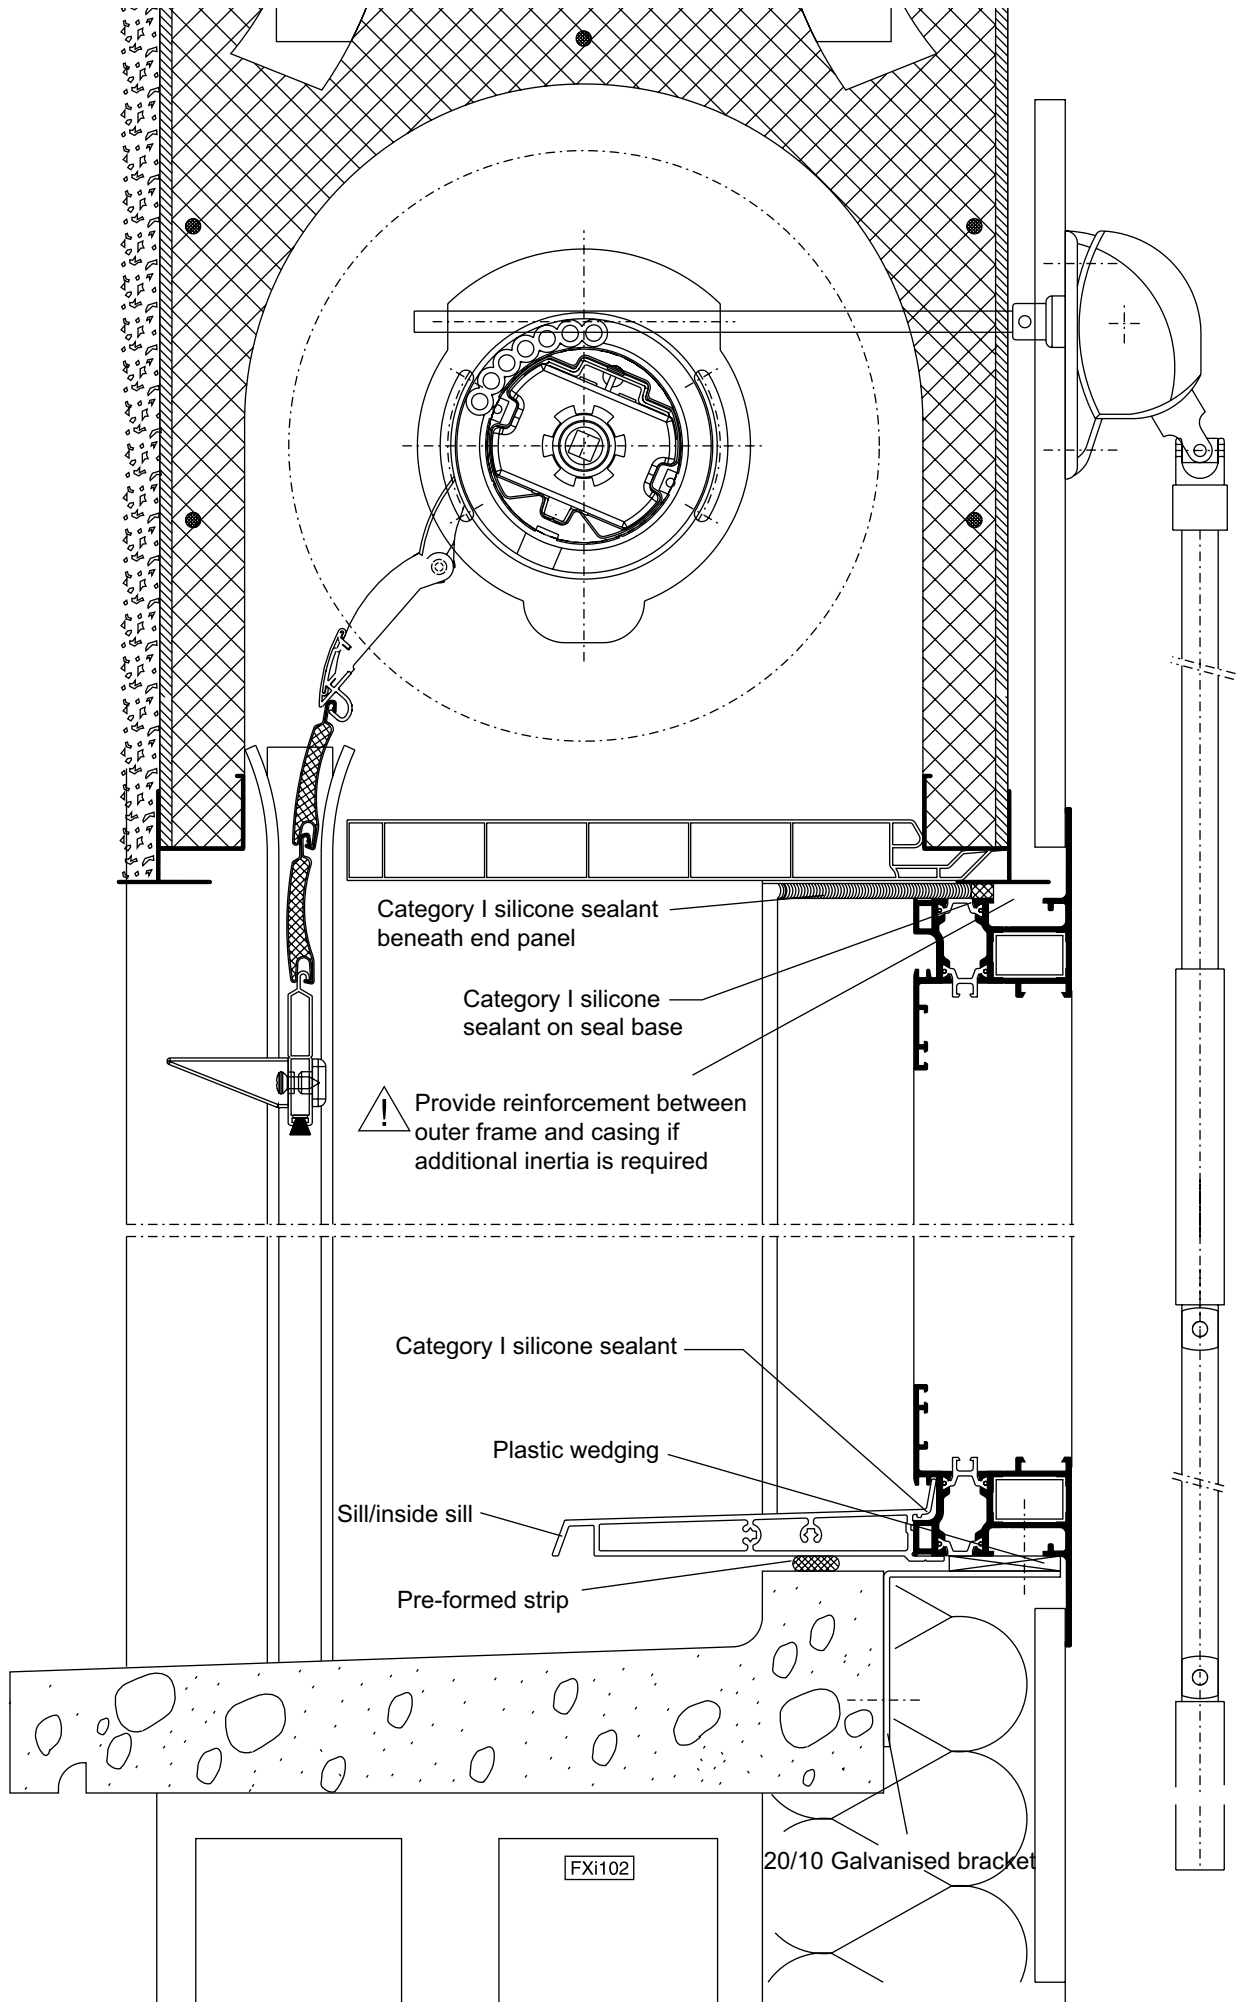 Category I silicone sealant
beneath end panel
Category I silicone
sealant on seal base
! Provide reinforcement between
outer frame and casing if
additional inertia is required
Category I silicone sealant
Plastic wedging
Sill/inside sill
Pre-formed strip
20/10 Galvanised bracket
FXi102